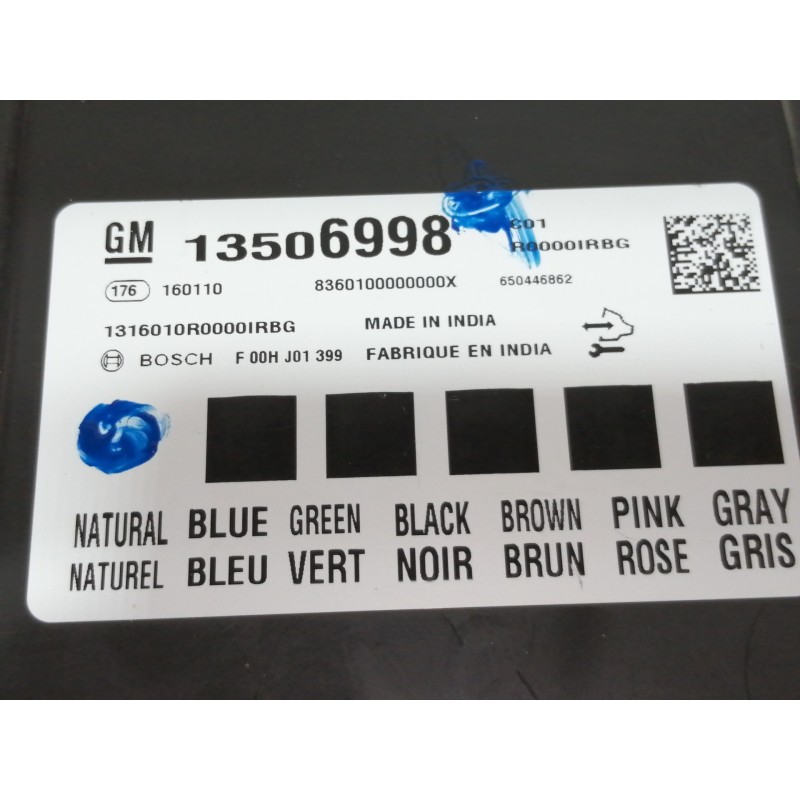 GM 13506998 C01
R0000IRBG
176 160110 8360100000000X 650446862
1316010R0000IRBG MADE IN INDIA
BOSCH F 00H J01 399 FABRIQUE EN INDIA
NATURAL BLUE GREEN BLACK BROWN PINK GRAY
NATUREL BLEU VERT NOIR BRUN ROSE GRIS